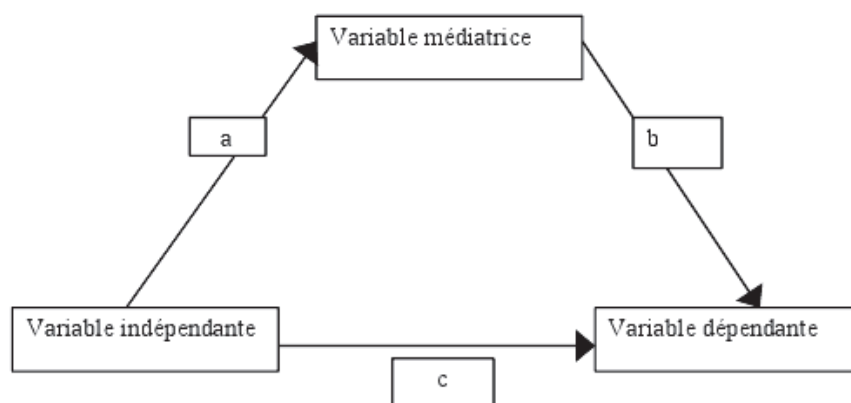 Variable médiatrice
a
b
Variable indépendante
Variable dépendante
c